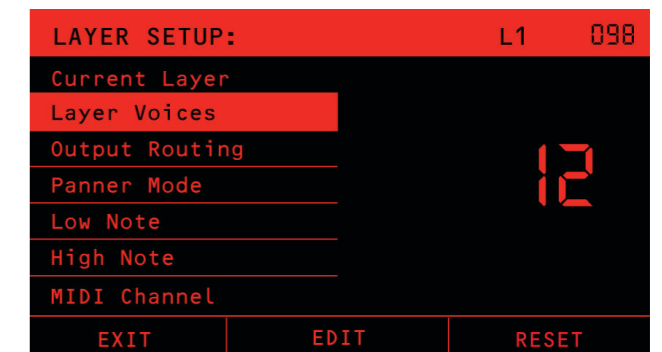 LAYER SETUP: L1 098
Current Layer
Layer Voices
Output Routing
12
Panner Mode
Low Note
High Note
MIDI Channel
EXIT EDIT RESET